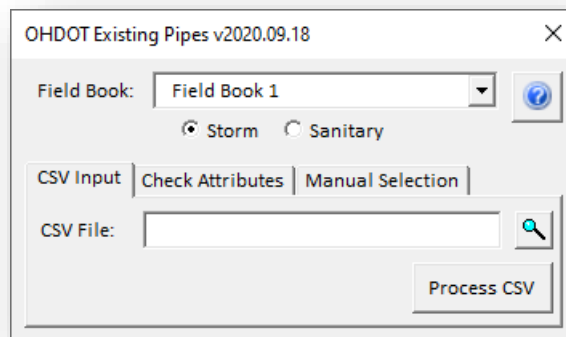 OHDOT Existing Pipes v2020.09.18
Field Book: Field Book 1
Storm Sanitary
CSV Input Check Attributes Manual Selection
CSV File:
Process CSV